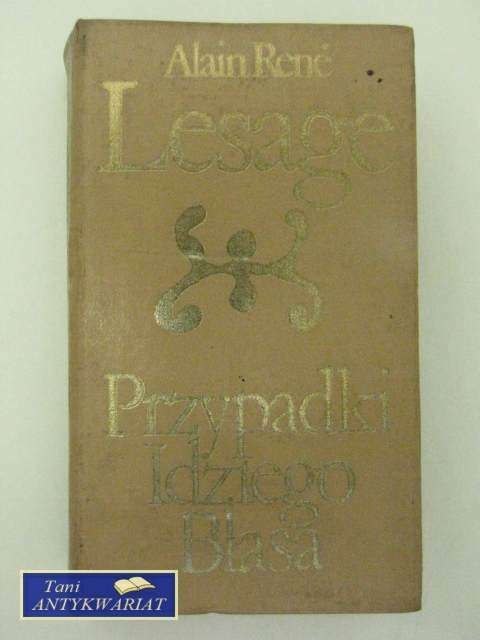 Alain René
Lesage
Przypadki
Idziego
Blasa
Tani
ANTYKWARIAT